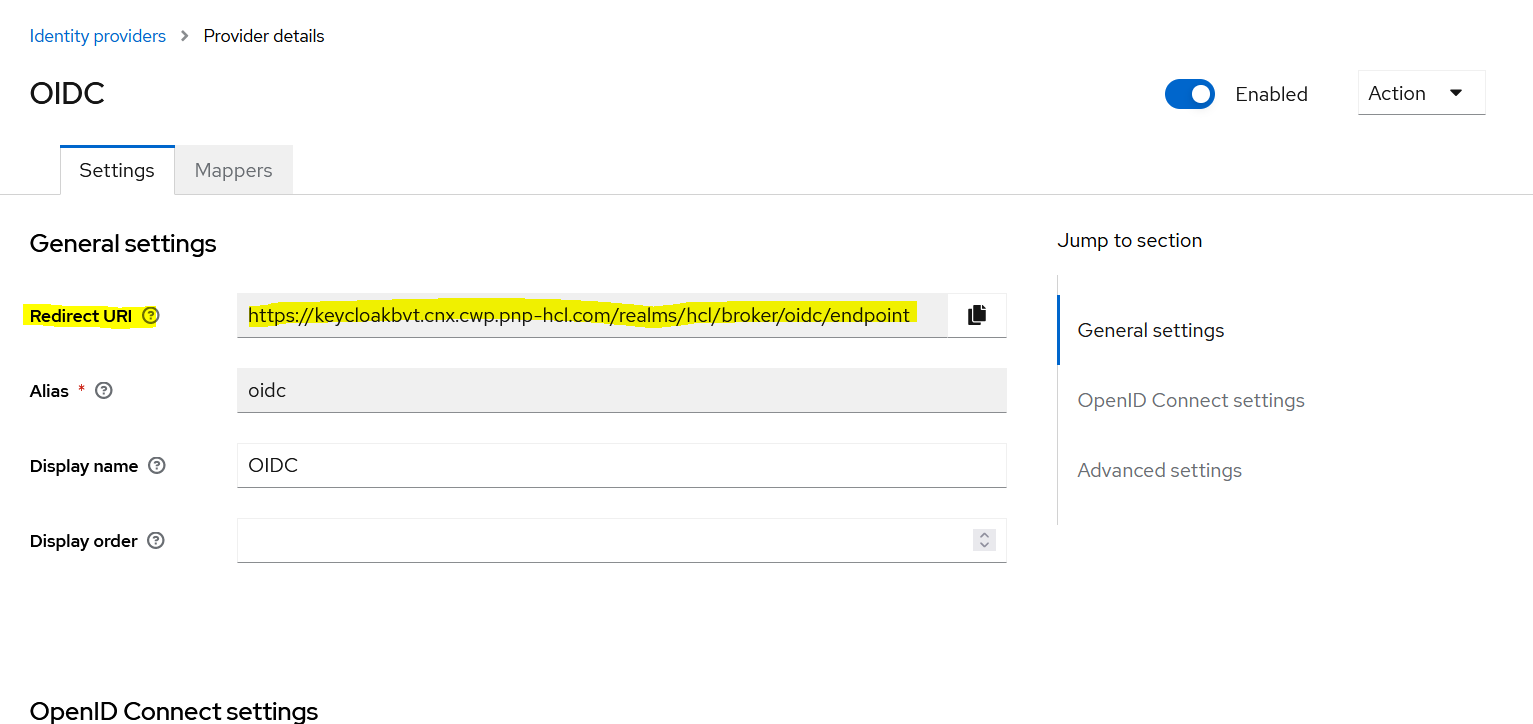 Identity providers > Provider details
OIDC
Enabled
Action
Settings
Mappers
General settings
Jump to section
Redirect URI
https://keycloakbvt.cnx.cwp.pnp-hcl.com/realms/hcl/broker/oidc/endpoint
General settings
Alias *
oidc
OpenID Connect settings
Display name
OIDC
Advanced settings
Display order
OpenID Connect settings